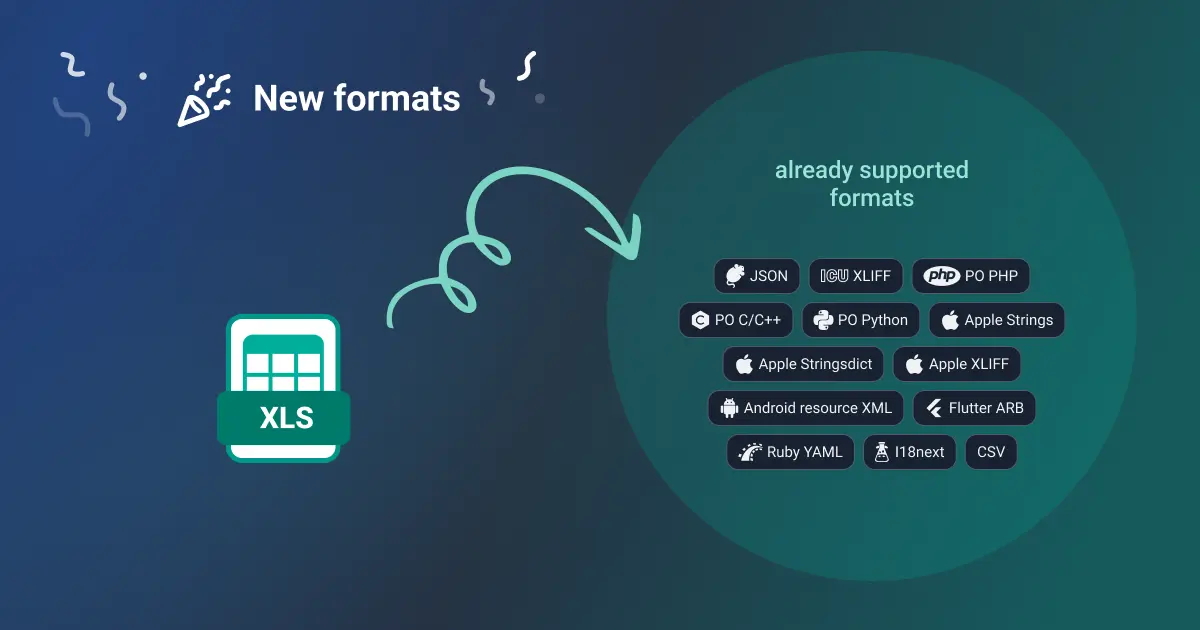 New formats
already supported
formats
JSON
ICU XLIFF
php PO PHP
C PO C/C++
PO Python
Apple Strings
Apple Stringsdict
Apple XLIFF
Android resource XML
Flutter ARB
Ruby YAML
I18next
CSV
XLS